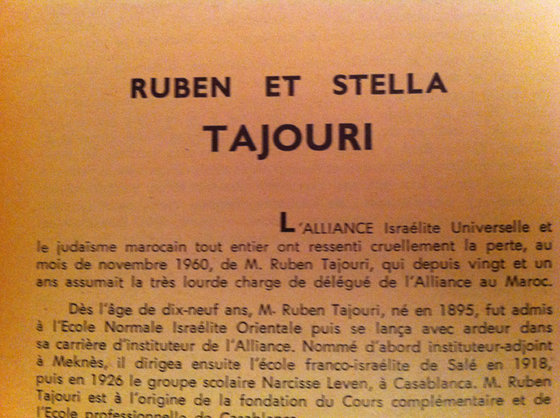 RUBEN ET STELLA
TAJOURI
L'ALLIANCE Israélite Universelle et
le judaïsme marocain tout entier ont ressenti cruellement la perte, au
mois de novembre 1960, de M. Ruben Tajouri, qui depuis vingt et un
ans assumait la très lourde charge de délégué de l'Alliance au Maroc.
Dès l'âge de dix-neuf ans, M. Ruben Tajouri, né en 1895, fut admis
à l'Ecole Normale Israélite Orientale puis se lança avec ardeur dans
sa carrière d'instituteur de l'Alliance. Nommé d'abord instituteur-adjoint
à Meknès, il dirigea ensuite l'école franco-israélite de Salé en 1918,
puis en 1926 le groupe scolaire Narcisse Leven, à Casablanca. M. Ruben
Tajouri est à l'origine de la fondation du Cours complémentaire et de
l'Ecole professionnelle de Casablanca